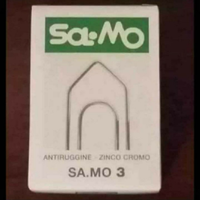 Sa.Mo
ANTIRUGGINE - ZINCO CROMO
SA.MO 3